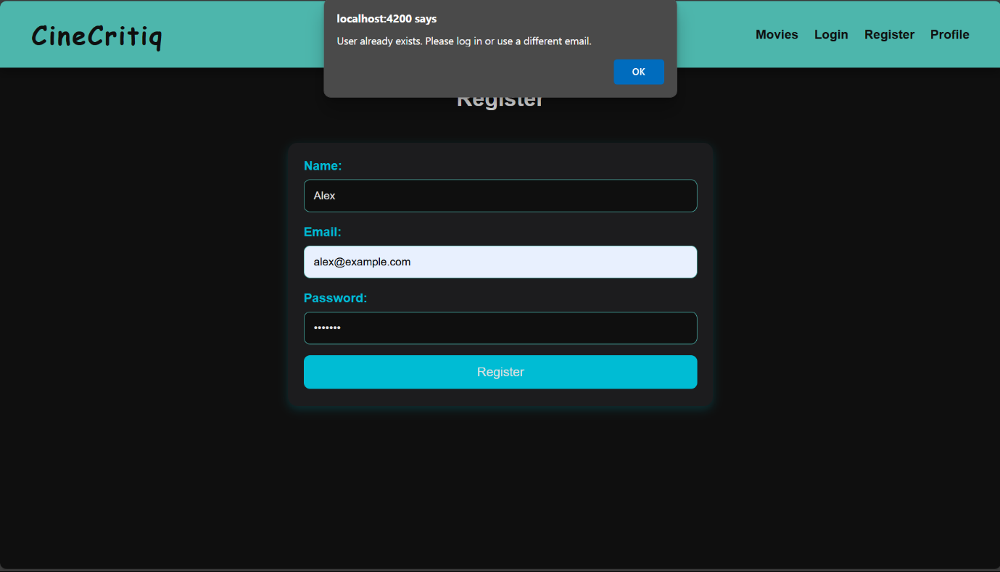 CineCritiq
localhost:4200 says
User already exists. Please log in or use a different email.
OK
Movies Login Register Profile
Register
Name:
Alex
Email:
alex@example.com
Password:
•••••••
Register